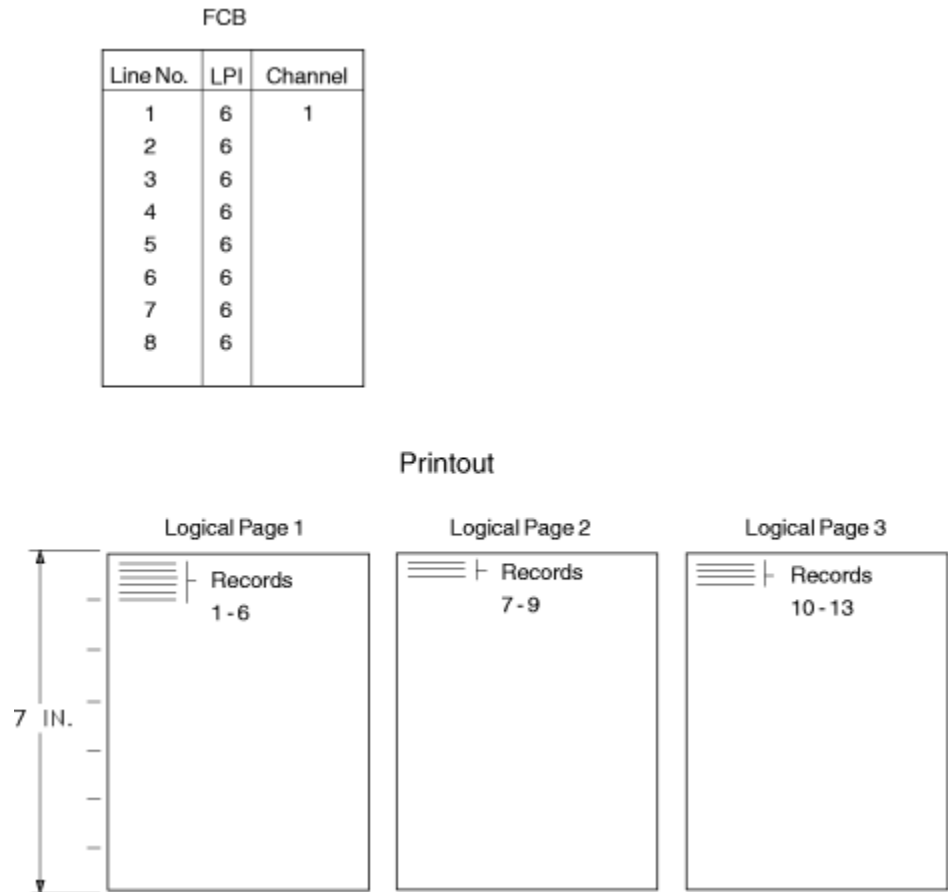 FCB
Line No. LPI Channel
1 6 1
2 6
3 6
4 6
5 6
6 6
7 6
8 6
Printout
Logical Page 1 Logical Page 2 Logical Page 3
Records Records Records
1 - 6 7 - 9 10 - 13
7 IN.